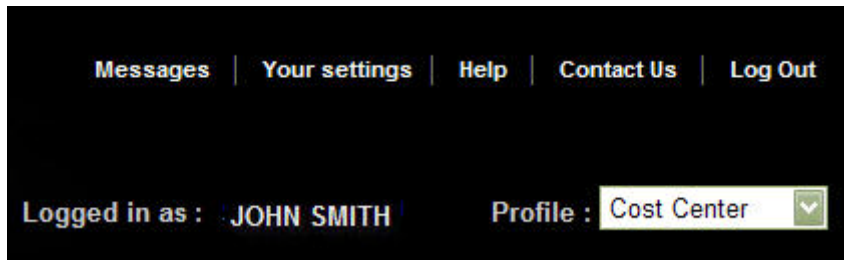 Messages | Your settings | Help | Contact Us | Log Out
Logged in as : JOHN SMITH Profile : Cost Center